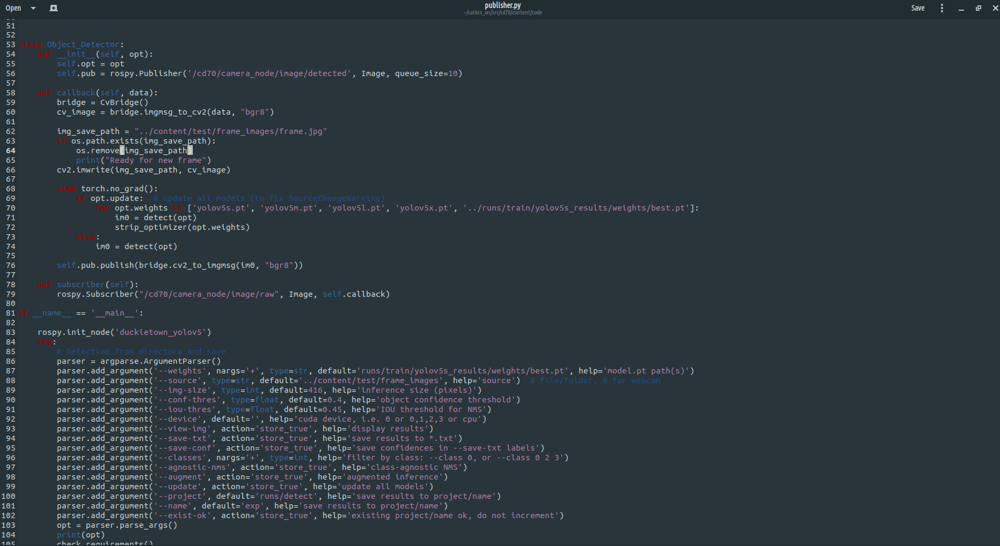 Open
publisher.py
~/catkin_ws/src/cd70/content/code
Save
51
52
53 class Object_Detector:
54     def __init__(self, opt):
55         self.opt = opt
56         self.pub = rospy.Publisher('/cd70/camera_node/image/detected', Image, queue_size=10)
57
58     def callback(self, data):
59         bridge = CvBridge()
60         cv_image = bridge.imgmsg_to_cv2(data, "bgr8")
61
62         img_save_path = "../content/test/frame_images/frame.jpg"
63         if os.path.exists(img_save_path):
64             os.remove(img_save_path)
65             print("Ready for new frame")
66         cv2.imwrite(img_save_path, cv_image)
67
68         with torch.no_grad():
69             if opt.update:  # update all models (to fix SourceChangeWarning)
70                 for opt.weights in ['yolov5s.pt', 'yolov5m.pt', 'yolov5l.pt', 'yolov5x.pt', '../runs/train/yolov5s_results/weights/best.pt']:
71                     im0 = detect(opt)
72                     strip_optimizer(opt.weights)
73             else:
74                 im0 = detect(opt)
75
76         self.pub.publish(bridge.cv2_to_imgmsg(im0, "bgr8"))
77
78     def subscriber(self):
79         rospy.Subscriber("/cd70/camera_node/image/raw", Image, self.callback)
80
81 if __name__ == '__main__':
82
83     rospy.init_node('duckietown_yolov5')
84     try:
85         # Detection from directory and save
86         parser = argparse.ArgumentParser()
87         parser.add_argument('--weights', nargs='+', type=str, default='runs/train/yolov5s_results/weights/best.pt', help='model.pt path(s)')
88         parser.add_argument('--source', type=str, default='../content/test/frame_images', help='source')  # file/folder, 0 for webcam
89         parser.add_argument('--img-size', type=int, default=416, help='inference size (pixels)')
90         parser.add_argument('--conf-thres', type=float, default=0.4, help='object confidence threshold')
91         parser.add_argument('--iou-thres', type=float, default=0.45, help='IOU threshold for NMS')
92         parser.add_argument('--device', default='', help='cuda device, i.e. 0 or 0,1,2,3 or cpu')
93         parser.add_argument('--view-img', action='store_true', help='display results')
94         parser.add_argument('--save-txt', action='store_true', help='save results to *.txt')
95         parser.add_argument('--save-conf', action='store_true', help='save confidences in --save-txt labels')
96         parser.add_argument('--classes', nargs='+', type=int, help='filter by class: --class 0, or --class 0 2 3')
97         parser.add_argument('--agnostic-nms', action='store_true', help='class-agnostic NMS')
98         parser.add_argument('--augment', action='store_true', help='augmented inference')
99         parser.add_argument('--update', action='store_true', help='update all models')
100         parser.add_argument('--project', default='runs/detect', help='save results to project/name')
101         parser.add_argument('--name', default='exp', help='save results to project/name')
102         parser.add_argument('--exist-ok', action='store_true', help='existing project/name ok, do not increment')
103         opt = parser.parse_args()
104         print(opt)
105         check_requirements()